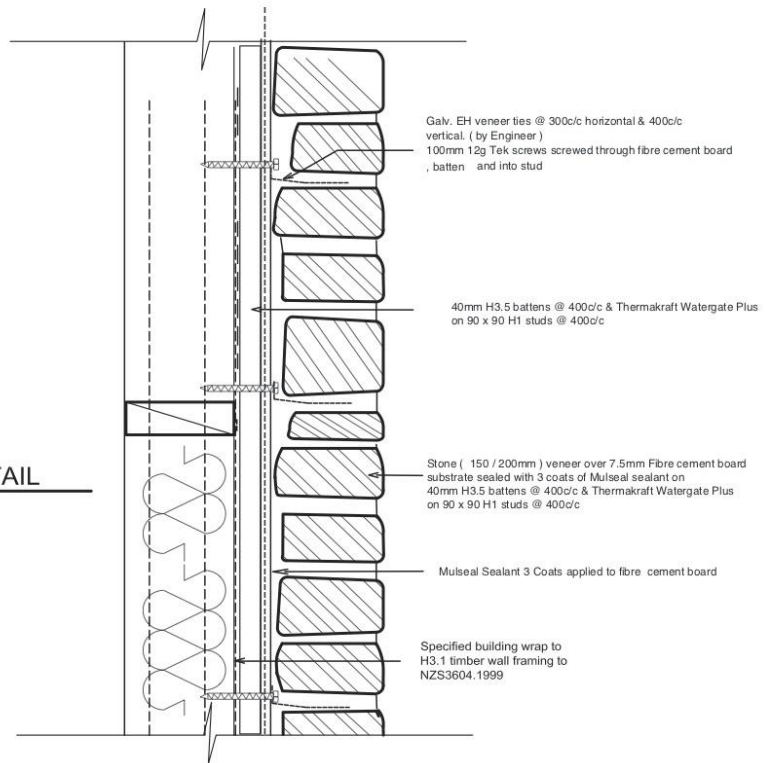 Galv. EH veneer ties @ 300c/c horizontal & 400c/c
vertical. ( by Engineer )
100mm 12g Tek screws screwed through fibre cement board
, batten and into stud
40mm H3.5 battens @ 400c/c & Thermakraft Watergate Plus
on 90 x 90 H1 studs @ 400c/c
TAIL
Stone ( 150 / 200mm ) veneer over 7.5mm Fibre cement board
substrate sealed with 3 coats of Mulseal sealant on
40mm H3.5 battens @ 400c/c & Thermakraft Watergate Plus
on 90 x 90 H1 studs @ 400c/c
Mulseal Sealant 3 Coats applied to fibre cement board
Specified building wrap to
H3.1 timber wall framing to
NZS3604.1999